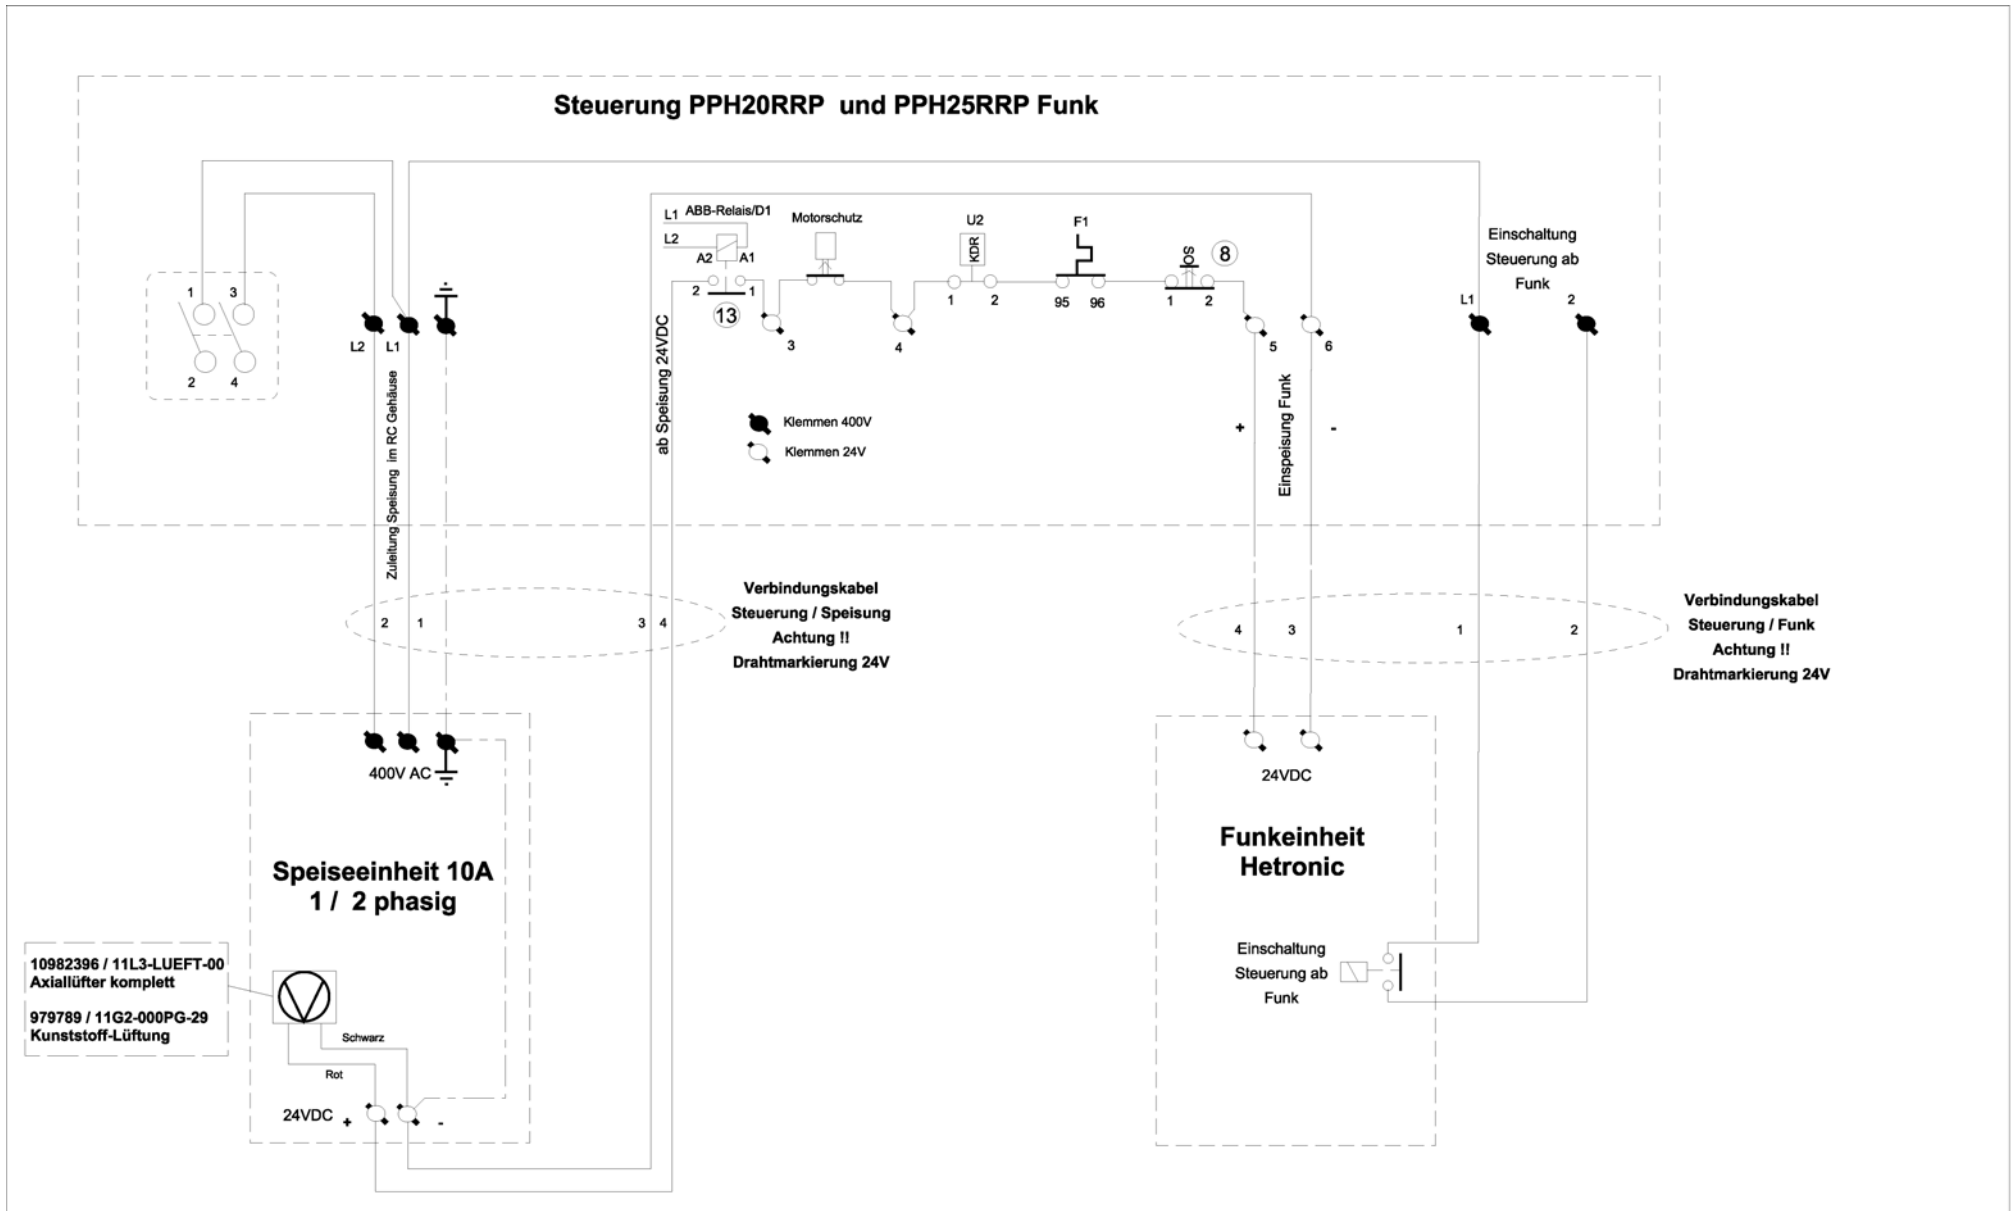 Steuerung PPH20RRP und PPH25RRP Funk
L1 ABB-Relais/D1
L2
A2 A1
2 1
13
Motorschutz
U2
KDR
1 2
F1
95 96
SO
8
1 2
Einschaltung
Steuerung ab
Funk
L1 2
1 3
2 4
L2 L1
3
4
5
6
Zuleitung Speisung im RC Gehäuse
ab Speisung 24VDC
Klemmen 400V
Klemmen 24V
+
Einspeisung Funk
-
2 1
3 4
Verbindungskabel
Steuerung / Speisung
Achtung !!
Drahtmarkierung 24V
4 3 1 2
Verbindungskabel
Steuerung / Funk
Achtung !!
Drahtmarkierung 24V
400V AC
Speiseeinheit 10A
1 / 2 phasig
10982396 / 11L3-LUEFT-00
Axiallüfter komplett
979789 / 11G2-000PG-29
Kunststoff-Lüftung
Schwarz
Rot
24VDC + -
24VDC
Funkeinheit
Hetronic
Einschaltung
Steuerung ab
Funk